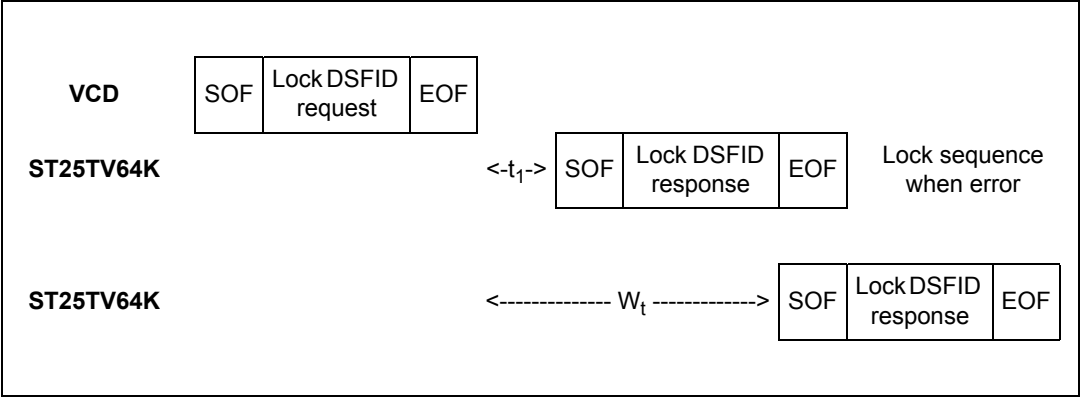 VCD SOF Lock DSFID request EOF
ST25TV64K <-t1-> SOF Lock DSFID response EOF Lock sequence when error
ST25TV64K <-------------- Wt -------------> SOF Lock DSFID response EOF